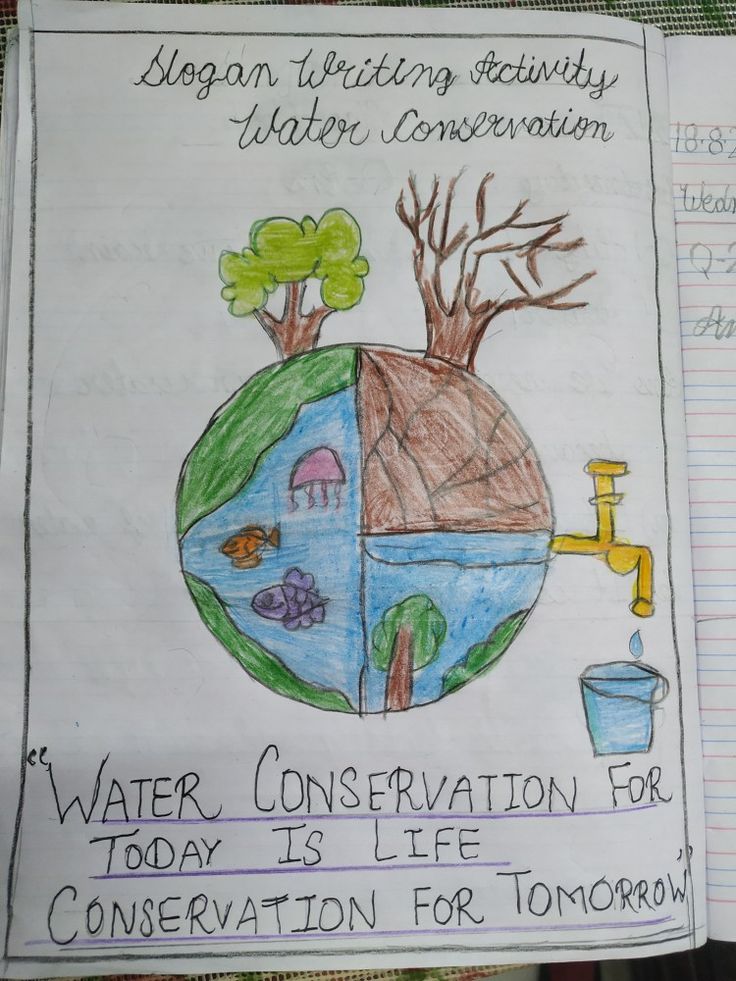 Slogan Writing Activity
Water Conservation
18.8.2
Wedn
Q-2
An
“WATER CONSERVATION FOR
TODAY IS LIFE
CONSERVATION FOR TOMORROW”